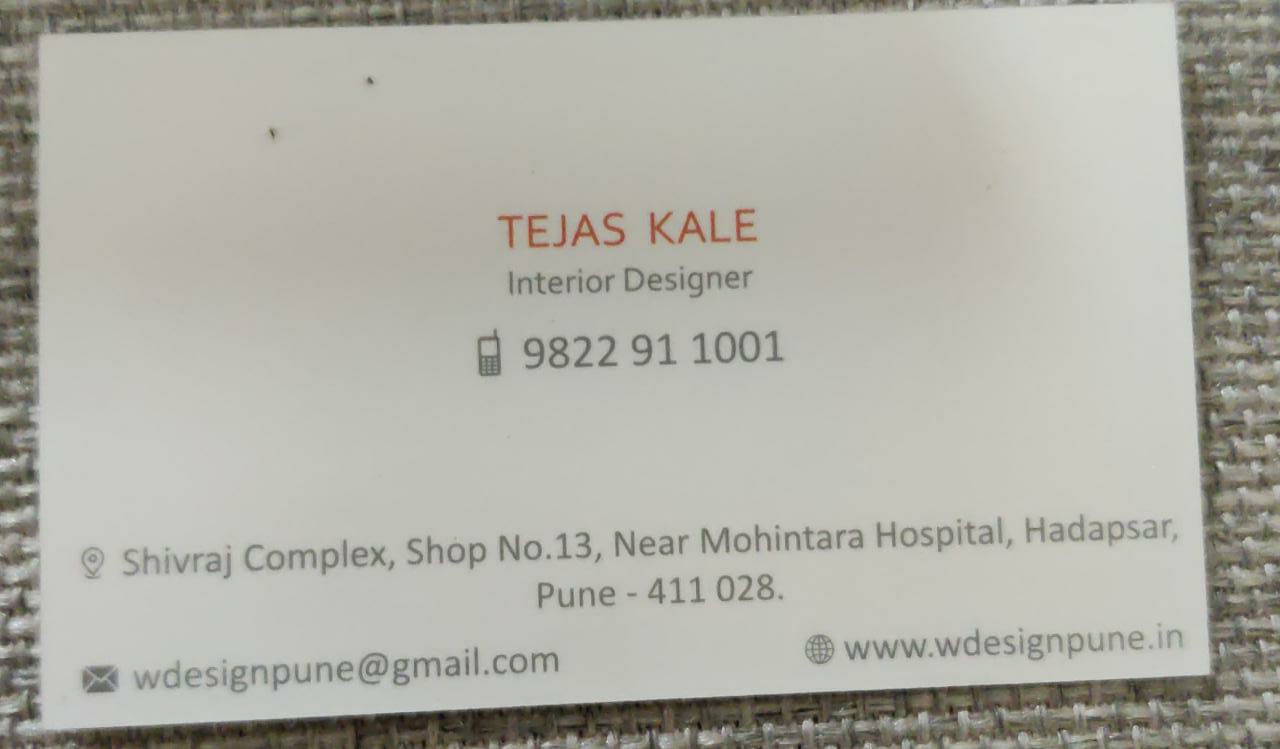 TEJAS KALE
Interior Designer
9822 91 1001
Shivraj Complex, Shop No.13, Near Mohintara Hospital, Hadapsar,
Pune - 411 028.
wdesignpune@gmail.com
www.wdesignpune.in